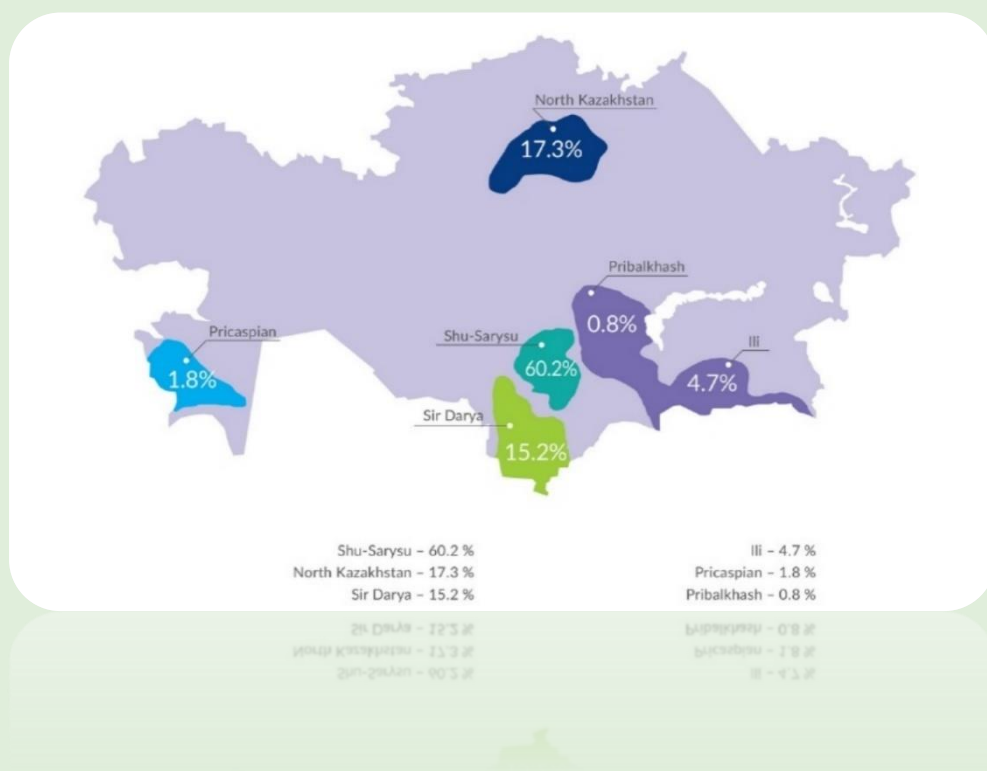 North Kazakhstan
17.3%
Pribalkhash
0.8%
Shu-Sarysu
60.2%
Ili
4.7%
Pricaspian
1.8%
Sir Darya
15.2%
Shu-Sarysu – 60.2 %
North Kazakhstan – 17.3 %
Sir Darya – 15.2 %
Ili – 4.7 %
Pricaspian – 1.8 %
Pribalkhash – 0.8 %